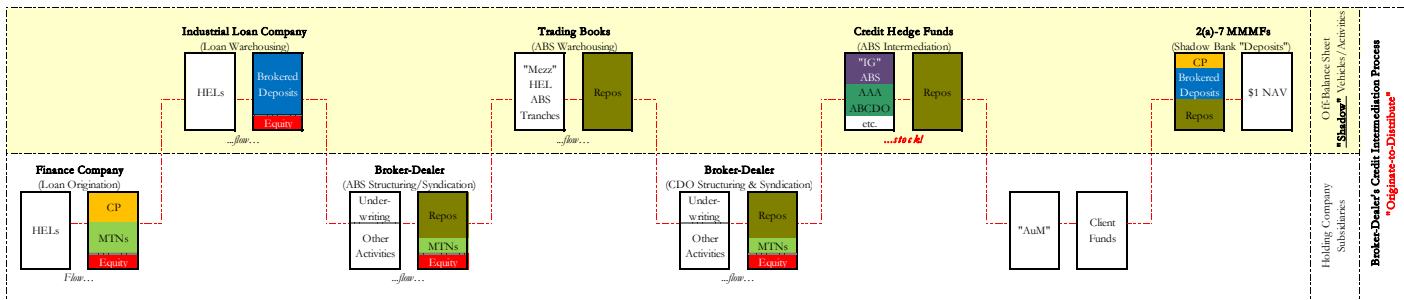 Industrial Loan Company
(Loan Warehousing)
HELs
Brokered
Deposits
Equity
...flow...
Trading Books
(ABS Warehousing)
"Mezz"
HEL
ABS
Tranches
Repos
...flow...
Credit Hedge Funds
(ABS Intermediation)
"IG"
ABS
AAA
ABCDO
etc.
Repos
...stock!
2(a)-7 MMMFs
(Shadow Bank "Deposits")
CP
Brokered
Deposits
Repos
$1 NAV
Off-Balance Sheet
"Shadow" Vehicles/Activities
Finance Company
(Loan Origination)
HELs
CP
MTNs
Equity
Flow...
Broker-Dealer
(ABS Structuring/Syndication)
Under-
writing
Other
Activities
Repos
MTNs
Equity
...flow...
Broker-Dealer
(CDO Structuring & Syndication)
Under-
writing
Other
Activities
Repos
MTNs
Equity
...flow...
"AuM"
Client
Funds
Holding Company
Subsidiaries
Broker-Dealer's Credit Intermediation Process
"Originate-to-Distribute"